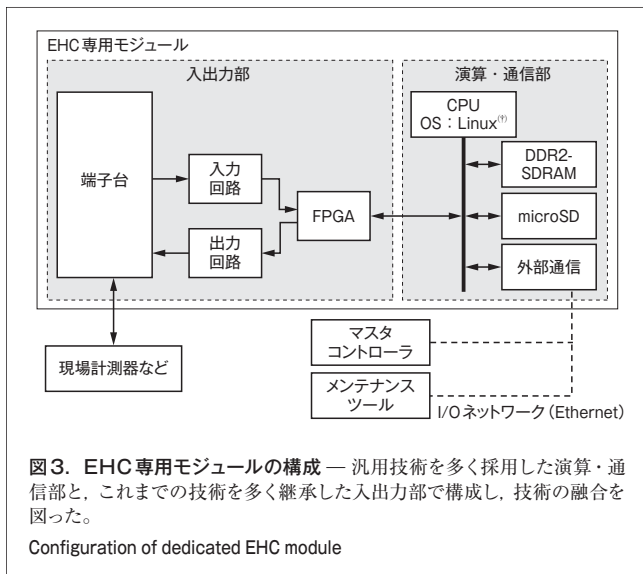 EHC専用モジュール
入出力部
演算・通信部
端子台
入力
回路
出力
回路
FPGA
CPU
OS：Linux(†)
DDR2-
SDRAM
microSD
外部通信
現場計測器など
マスタ
コントローラ
メンテナンス
ツール
I/Oネットワーク（Ethernet）
図3．EHC専用モジュールの構成 — 汎用技術を多く採用した演算・通
信部と，これまでの技術を多く継承した入出力部で構成し，技術の融合を
図った。
Configuration of dedicated EHC module